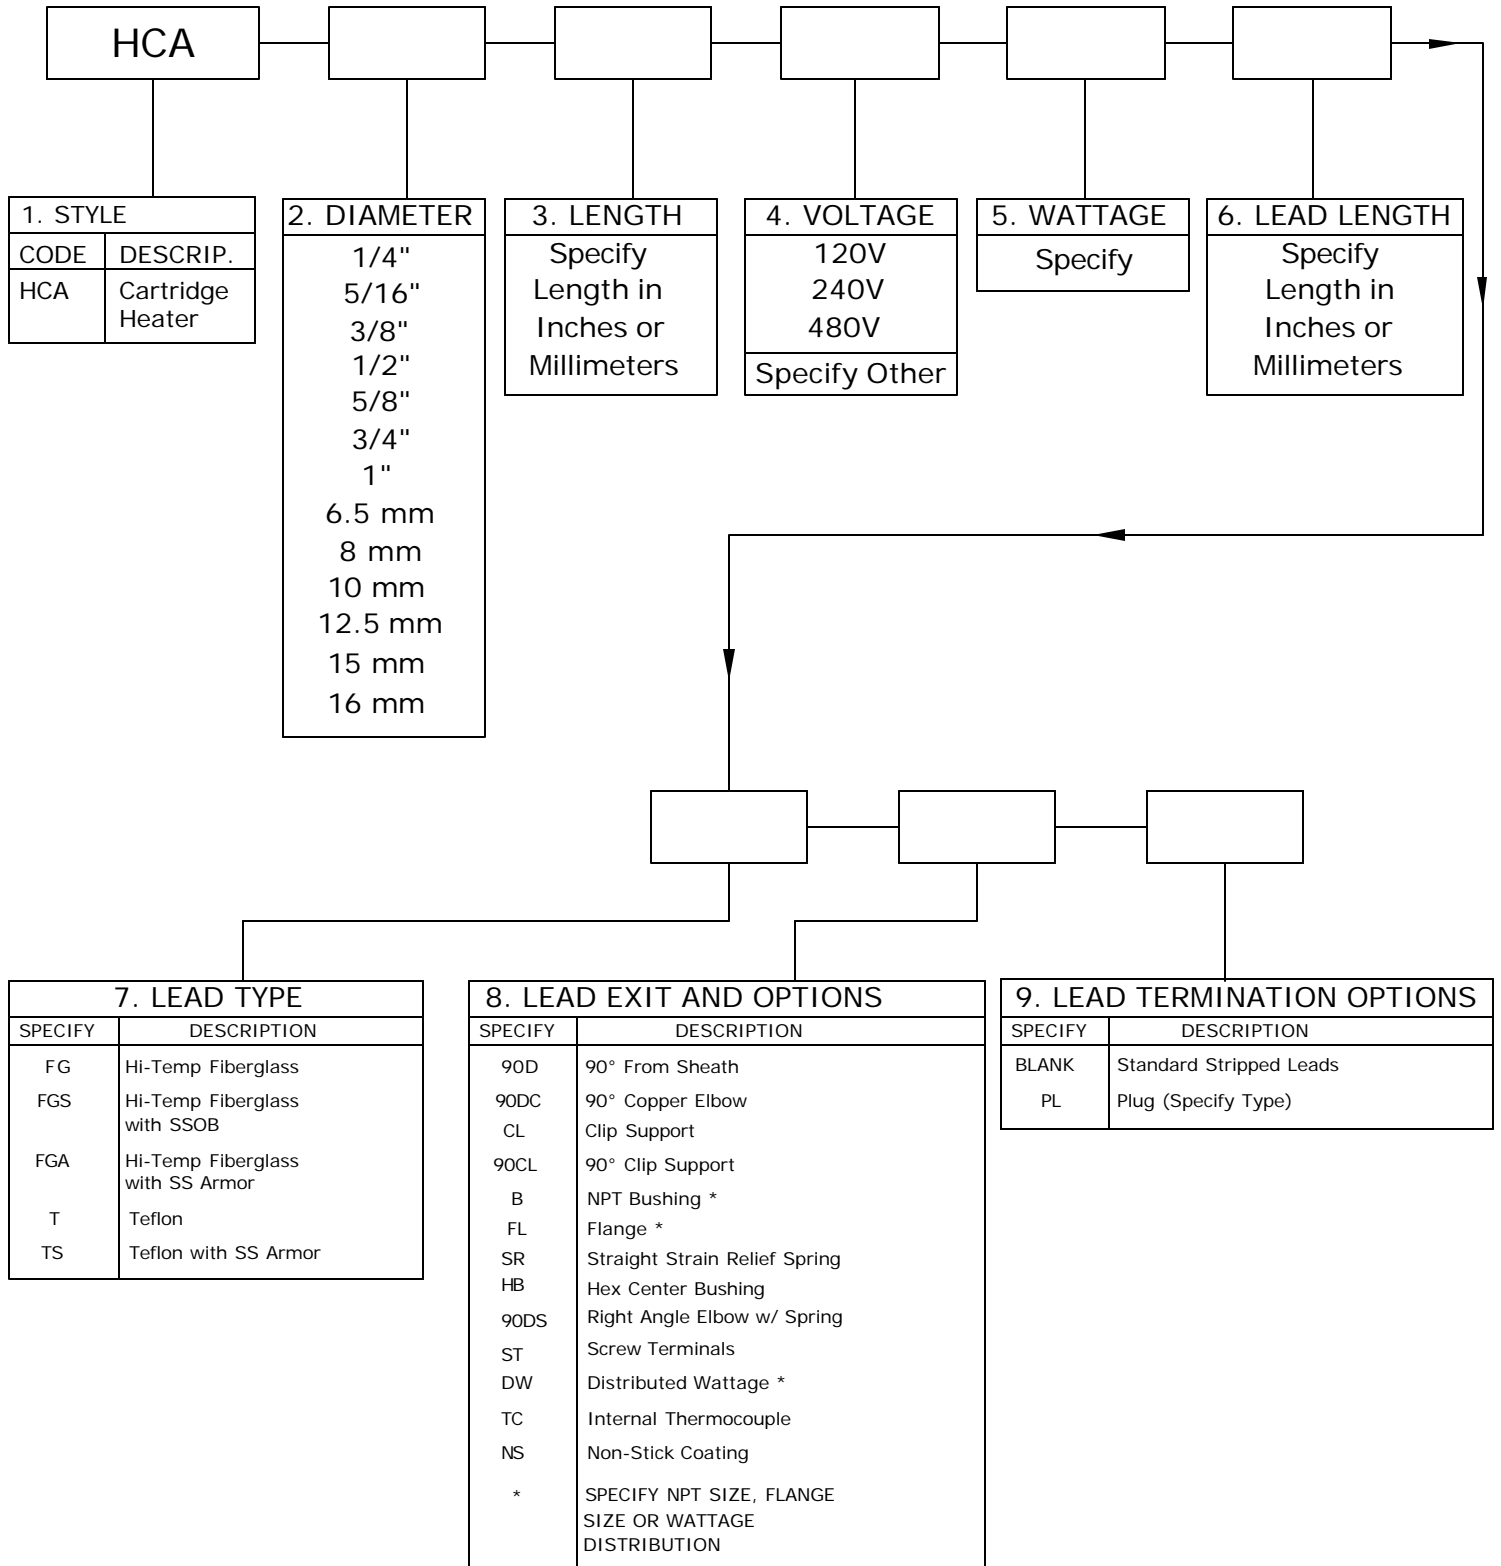 HCA
1. STYLE
CODE DESCRIP.
HCA Cartridge
Heater
2. DIAMETER
1/4"
5/16"
3/8"
1/2"
5/8"
3/4"
1"
6.5 mm
8 mm
10 mm
12.5 mm
15 mm
16 mm
3. LENGTH
Specify
Length in
Inches or
Millimeters
4. VOLTAGE
120V
240V
480V
Specify Other
5. WATTAGE
Specify
6. LEAD LENGTH
Specify
Length in
Inches or
Millimeters
7. LEAD TYPE
SPECIFY DESCRIPTION
FG Hi-Temp Fiberglass
FGS Hi-Temp Fiberglass
with SSOB
FGA Hi-Temp Fiberglass
with SS Armor
T Teflon
TS Teflon with SS Armor
8. LEAD EXIT AND OPTIONS
SPECIFY DESCRIPTION
90D 90° From Sheath
90DC 90° Copper Elbow
CL Clip Support
90CL 90° Clip Support
B NPT Bushing *
FL Flange *
SR Straight Strain Relief Spring
HB Hex Center Bushing
90DS Right Angle Elbow w/ Spring
ST Screw Terminals
DW Distributed Wattage *
TC Internal Thermocouple
NS Non-Stick Coating
* SPECIFY NPT SIZE, FLANGE
SIZE OR WATTAGE
DISTRIBUTION
9. LEAD TERMINATION OPTIONS
SPECIFY DESCRIPTION
BLANK Standard Stripped Leads
PL Plug (Specify Type)